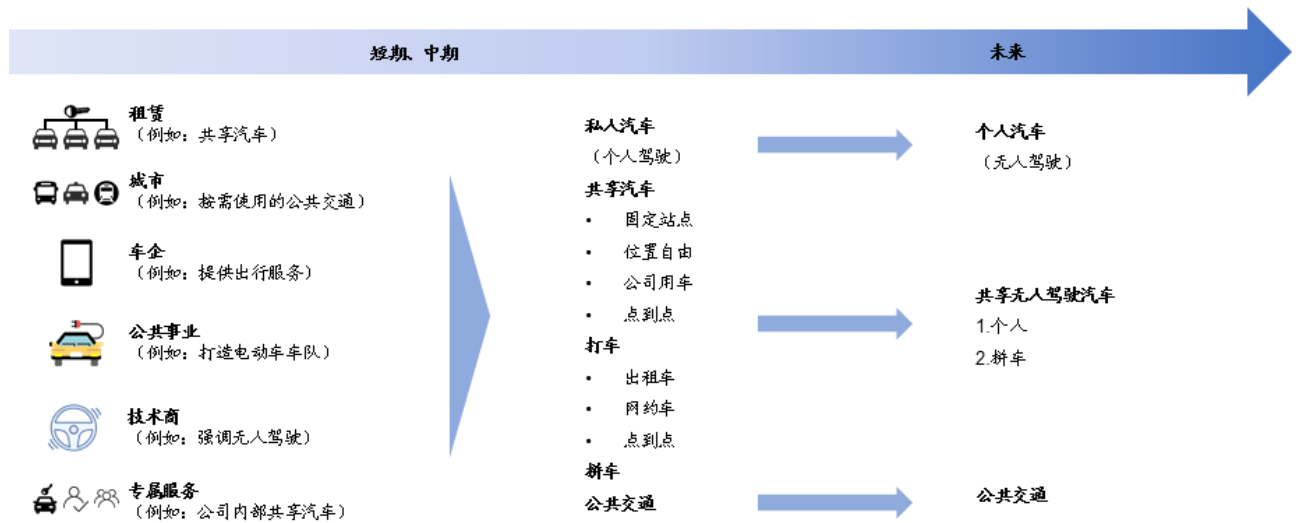 短期、中期
未来
租赁
（例如：共享汽车）
城市
（例如：按需使用的公共交通）
车企
（例如：提供出行服务）
公共事业
（例如：打造电动车车队）
技术商
（例如：强调无人驾驶）
专属服务
（例如：公司内部共享汽车）
私人汽车
（个人驾驶）
共享汽车
• 固定站点
• 位置自由
• 公司用车
• 点到点
打车
• 出租车
• 网约车
• 点到点
拼车
公共交通
个人汽车
（无人驾驶）
共享无人驾驶汽车
1.个人
2.拼车
公共交通